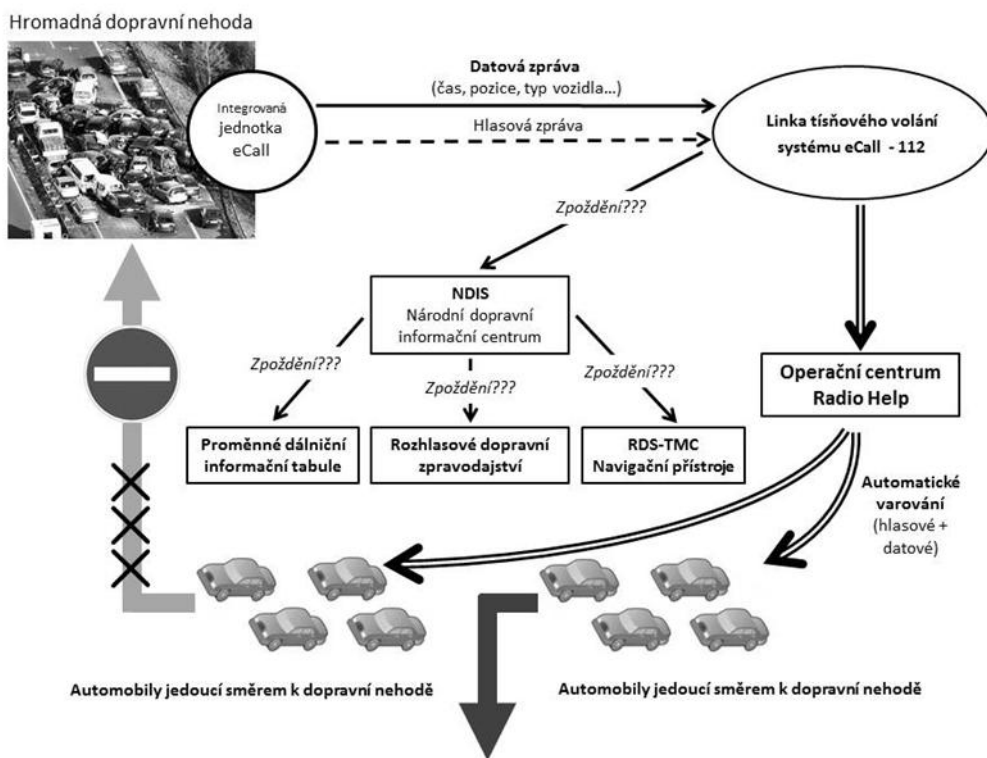 Hromadná dopravní nehoda
Integrovaná
jednotka
eCall
Datová zpráva
(čas, pozice, typ vozidla...)
Hlasová zpráva
Linka tísňového volání
systému eCall - 112
Zpoždění???
NDIS
Národní dopravní
informační centrum
Zpoždění???
Zpoždění???
Zpoždění???
Operační centrum
Radio Help
Proměnné dálniční
informační tabule
Rozhlasové dopravní
zpravodajství
RDS-TMC
Navigační přístroje
Automatické
varování
(hlasové +
datové)
Automobily jedoucí směrem k dopravní nehodě
Automobily jedoucí směrem k dopravní nehodě